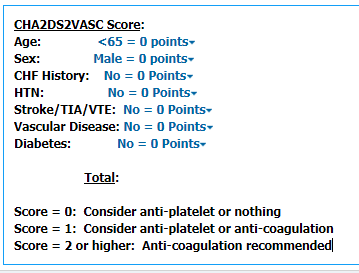 CHA2DS2VASC Score:
Age: <65 = 0 points
Sex: Male = 0 points
CHF History: No = 0 Points
HTN: No = 0 Points
Stroke/TIA/VTE: No = 0 Points
Vascular Disease: No = 0 Points
Diabetes: No = 0 Points
Total:
Score = 0: Consider anti-platelet or nothing
Score = 1: Consider anti-platelet or anti-coagulation
Score = 2 or higher: Anti-coagulation recommended